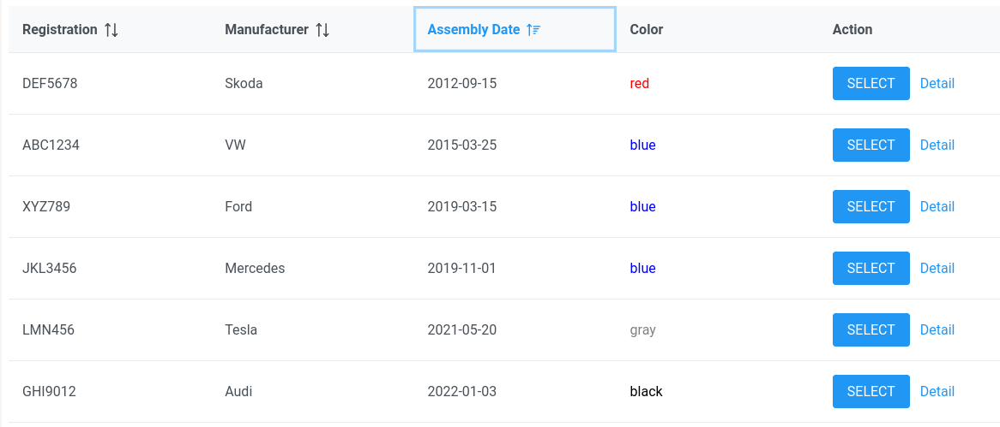 Registration Manufacturer Assembly Date Color Action
DEF5678 Skoda 2012-09-15 red SELECT Detail
ABC1234 VW 2015-03-25 blue SELECT Detail
XYZ789 Ford 2019-03-15 blue SELECT Detail
JKL3456 Mercedes 2019-11-01 blue SELECT Detail
LMN456 Tesla 2021-05-20 gray SELECT Detail
GHI9012 Audi 2022-01-03 black SELECT Detail